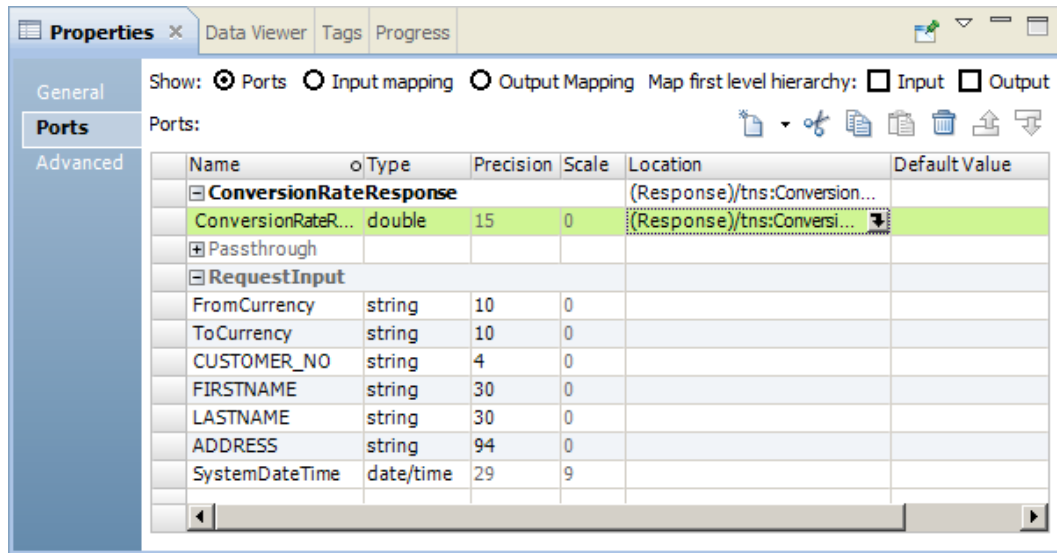 Properties Data Viewer Tags Progress
General
Ports
Advanced
Show: Ports Input mapping Output Mapping Map first level hierarchy: Input Output
Ports:
Name Type Precision Scale Location Default Value
ConversionRateResponse (Response)/tns:Conversion...
ConversionRateR... double 15 0 (Response)/tns:Conversi...
Passthrough
RequestInput
FromCurrency string 10 0
ToCurrency string 10 0
CUSTOMER_NO string 4 0
FIRSTNAME string 30 0
LASTNAME string 30 0
ADDRESS string 94 0
SystemDateTime date/time 29 9